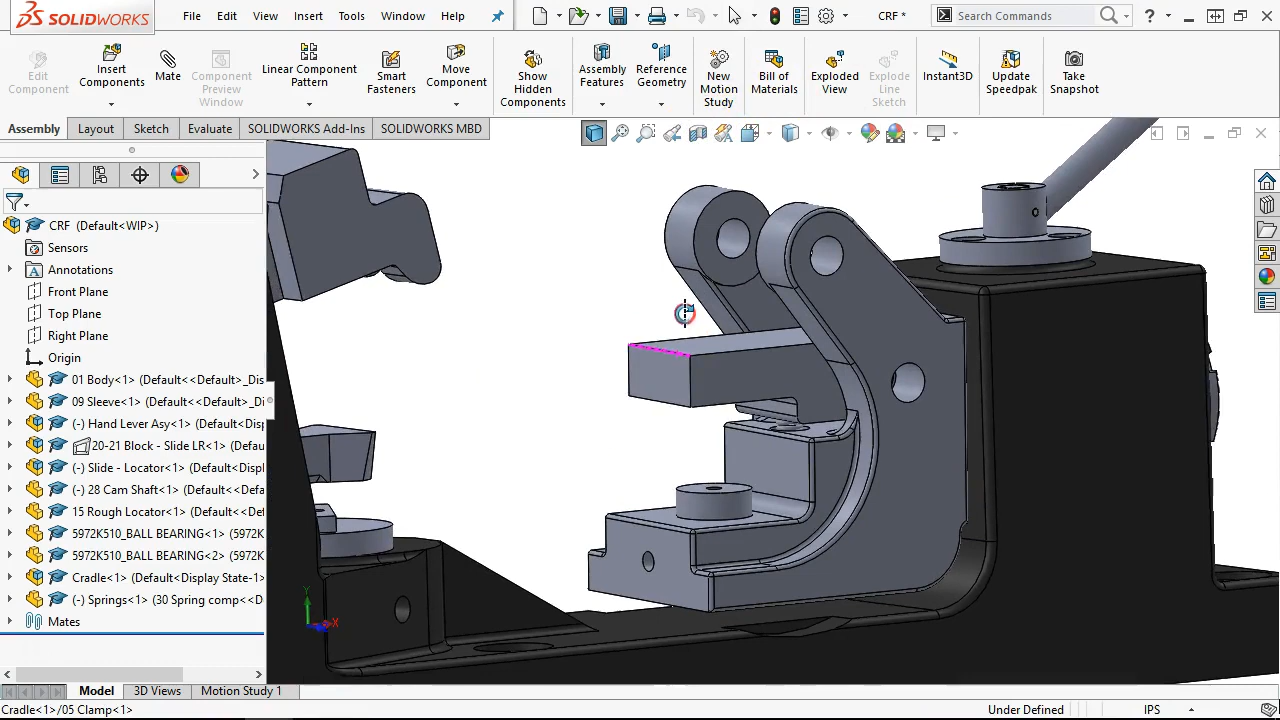 SOLIDWORKS
File Edit View Insert Tools Window Help
CRF *
Search Commands
?
Edit Component
Insert Components
Mate
Component Preview Window
Linear Component Pattern
Smart Fasteners
Move Component
Show Hidden Components
Assembly Features
Reference Geometry
New Motion Study
Bill of Materials
Exploded View
Explode Line Sketch
Instant3D
Update Speedpak
Take Snapshot
Assembly Layout Sketch Evaluate SOLIDWORKS Add-Ins SOLIDWORKS MBD
CRF (Default<WIP>)
Sensors
Annotations
Front Plane
Top Plane
Right Plane
Origin
01 Body<1> (Default<<Default>_Dis
09 Sleeve<1> (Default<<Default>_Di
(-) Hand Lever Asy<1> (Default<Disp
20-21 Block - Slide LR<1> (Defau
(-) Slide - Locator<1> (Default<Displ
(-) 28 Cam Shaft<1> (Default<<Defa
15 Rough Locator<1> (Default<<Def
5972K510_BALL BEARING<1> (5972K
5972K510_BALL BEARING<2> (5972K
Cradle<1> (Default<Display State-1>
(-) Springs<1> (30 Spring comp<<D
Mates
Y
X
Model 3D Views Motion Study 1
Cradle<1>/05 Clamp<1>
Under Defined
IPS